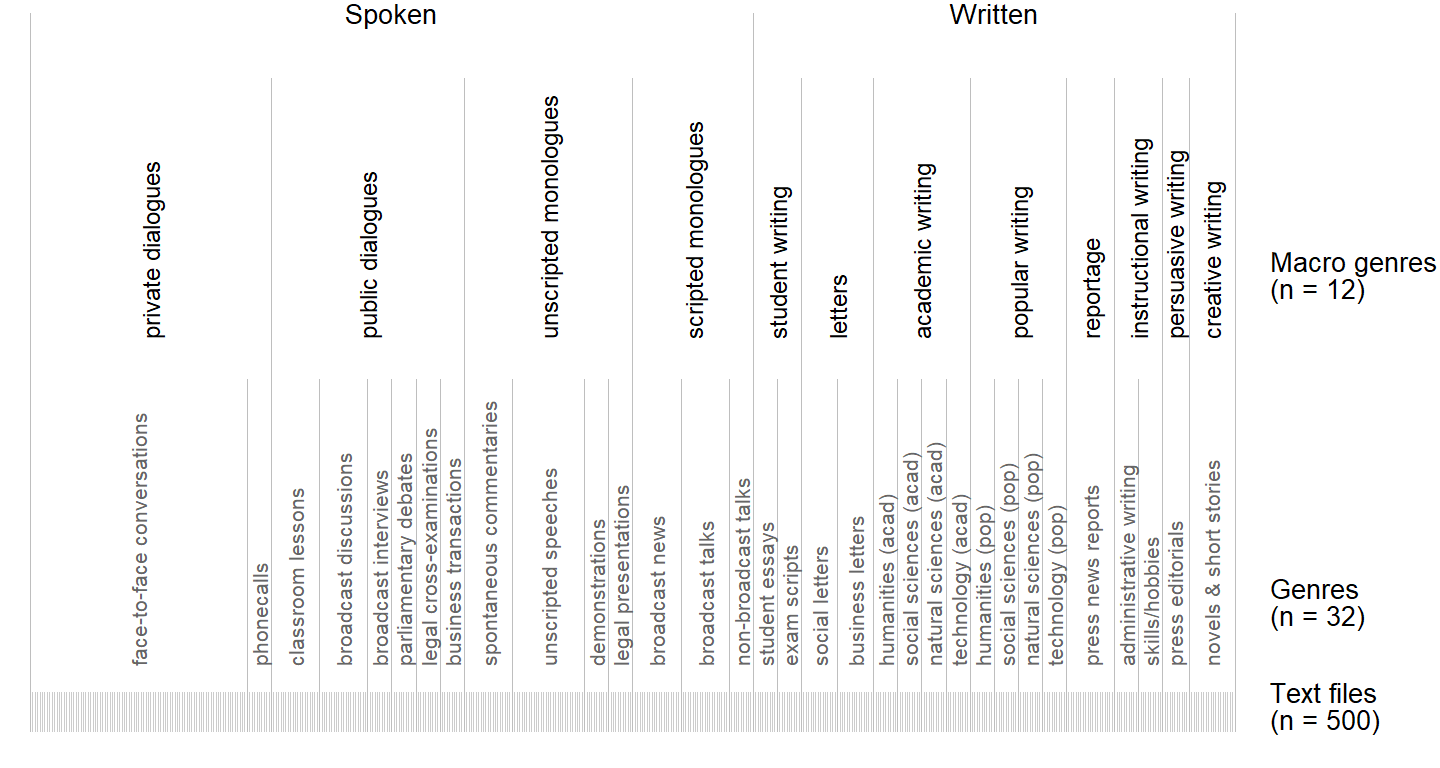 Spoken
Written
private dialogues
public dialogues
unscripted monologues
scripted monologues
student writing
letters
academic writing
popular writing
reportage
instructional writing
persuasive writing
creative writing
Macro genres
(n = 12)
face-to-face conversations
phonecalls
classroom lessons
broadcast discussions
broadcast interviews
parliamentary debates
legal cross-examinations
business transactions
spontaneous commentaries
unscripted speeches
demonstrations
legal presentations
broadcast news
broadcast talks
non-broadcast talks
student essays
exam scripts
social letters
business letters
humanities (acad)
social sciences (acad)
natural sciences (acad)
technology (acad)
humanities (pop)
social sciences (pop)
natural sciences (pop)
technology (pop)
press news reports
administrative writing
skills/hobbies
press editorials
novels & short stories
Genres
(n = 32)
Text files
(n = 500)